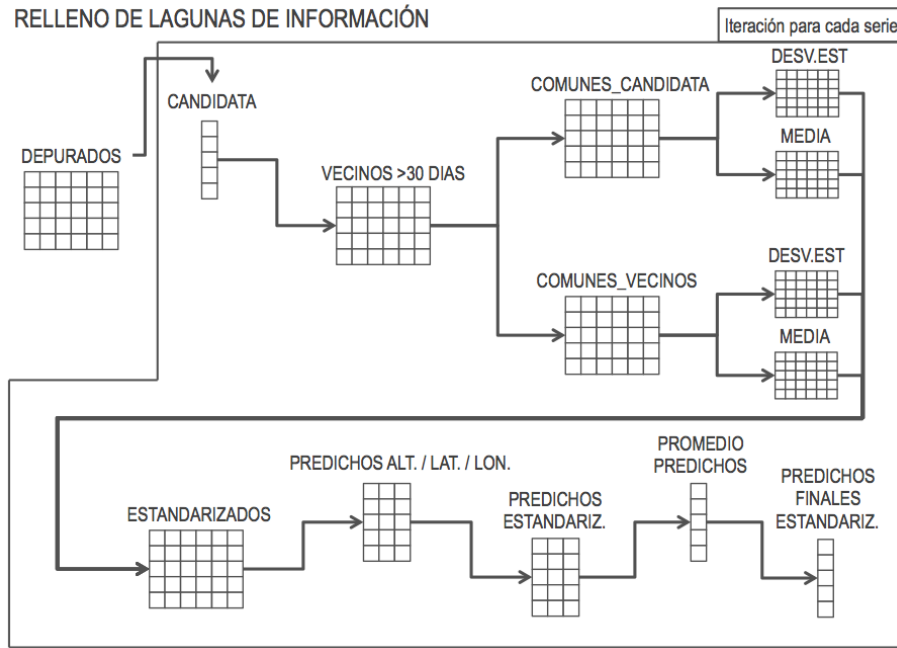 RELLENO DE LAGUNAS DE INFORMACIÓN
Iteración para cada serie
DEPURADOS
CANDIDATA
VECINOS >30 DIAS
COMUNES_CANDIDATA
DESV.EST
MEDIA
COMUNES_VECINOS
DESV.EST
MEDIA
ESTANDARIZADOS
PREDICHOS ALT. / LAT. / LON.
PREDICHOS
ESTANDARIZ.
PROMEDIO
PREDICHOS
PREDICHOS
FINALES
ESTANDARIZ.